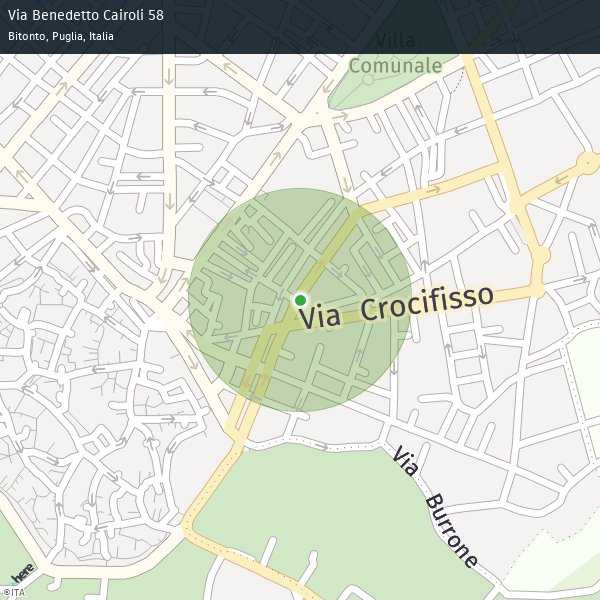 Via Benedetto Cairoli 58
Bitonto, Puglia, Italia
Villa
Comunale
Via Crocifisso
Via Burrone
here
©ITA